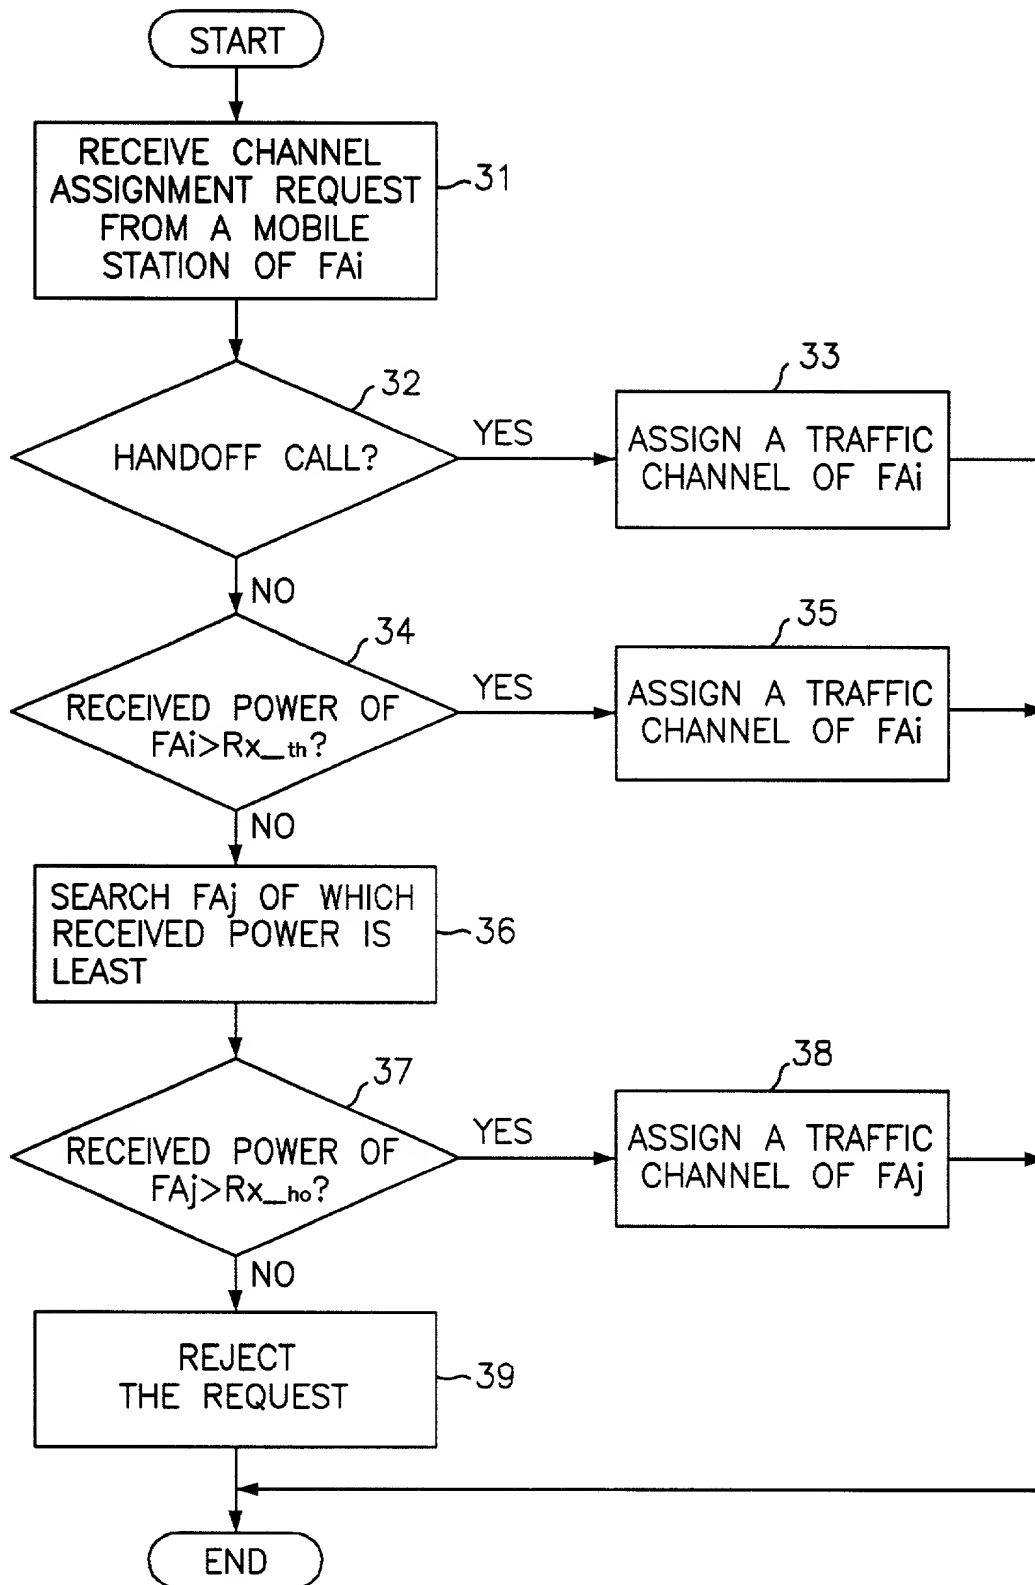 START
RECEIVE CHANNEL
ASSIGNMENT REQUEST
FROM A MOBILE
STATION OF FAi
31
HANDOFF CALL?
32
YES
33
ASSIGN A TRAFFIC
CHANNEL OF FAi
NO
34
RECEIVED POWER OF
FAi>Rx_th?
YES
35
ASSIGN A TRAFFIC
CHANNEL OF FAi
NO
SEARCH FAj OF WHICH
RECEIVED POWER IS
LEAST
36
37
RECEIVED POWER OF
FAj>Rx_ho?
YES
38
ASSIGN A TRAFFIC
CHANNEL OF FAj
NO
REJECT
THE REQUEST
39
END